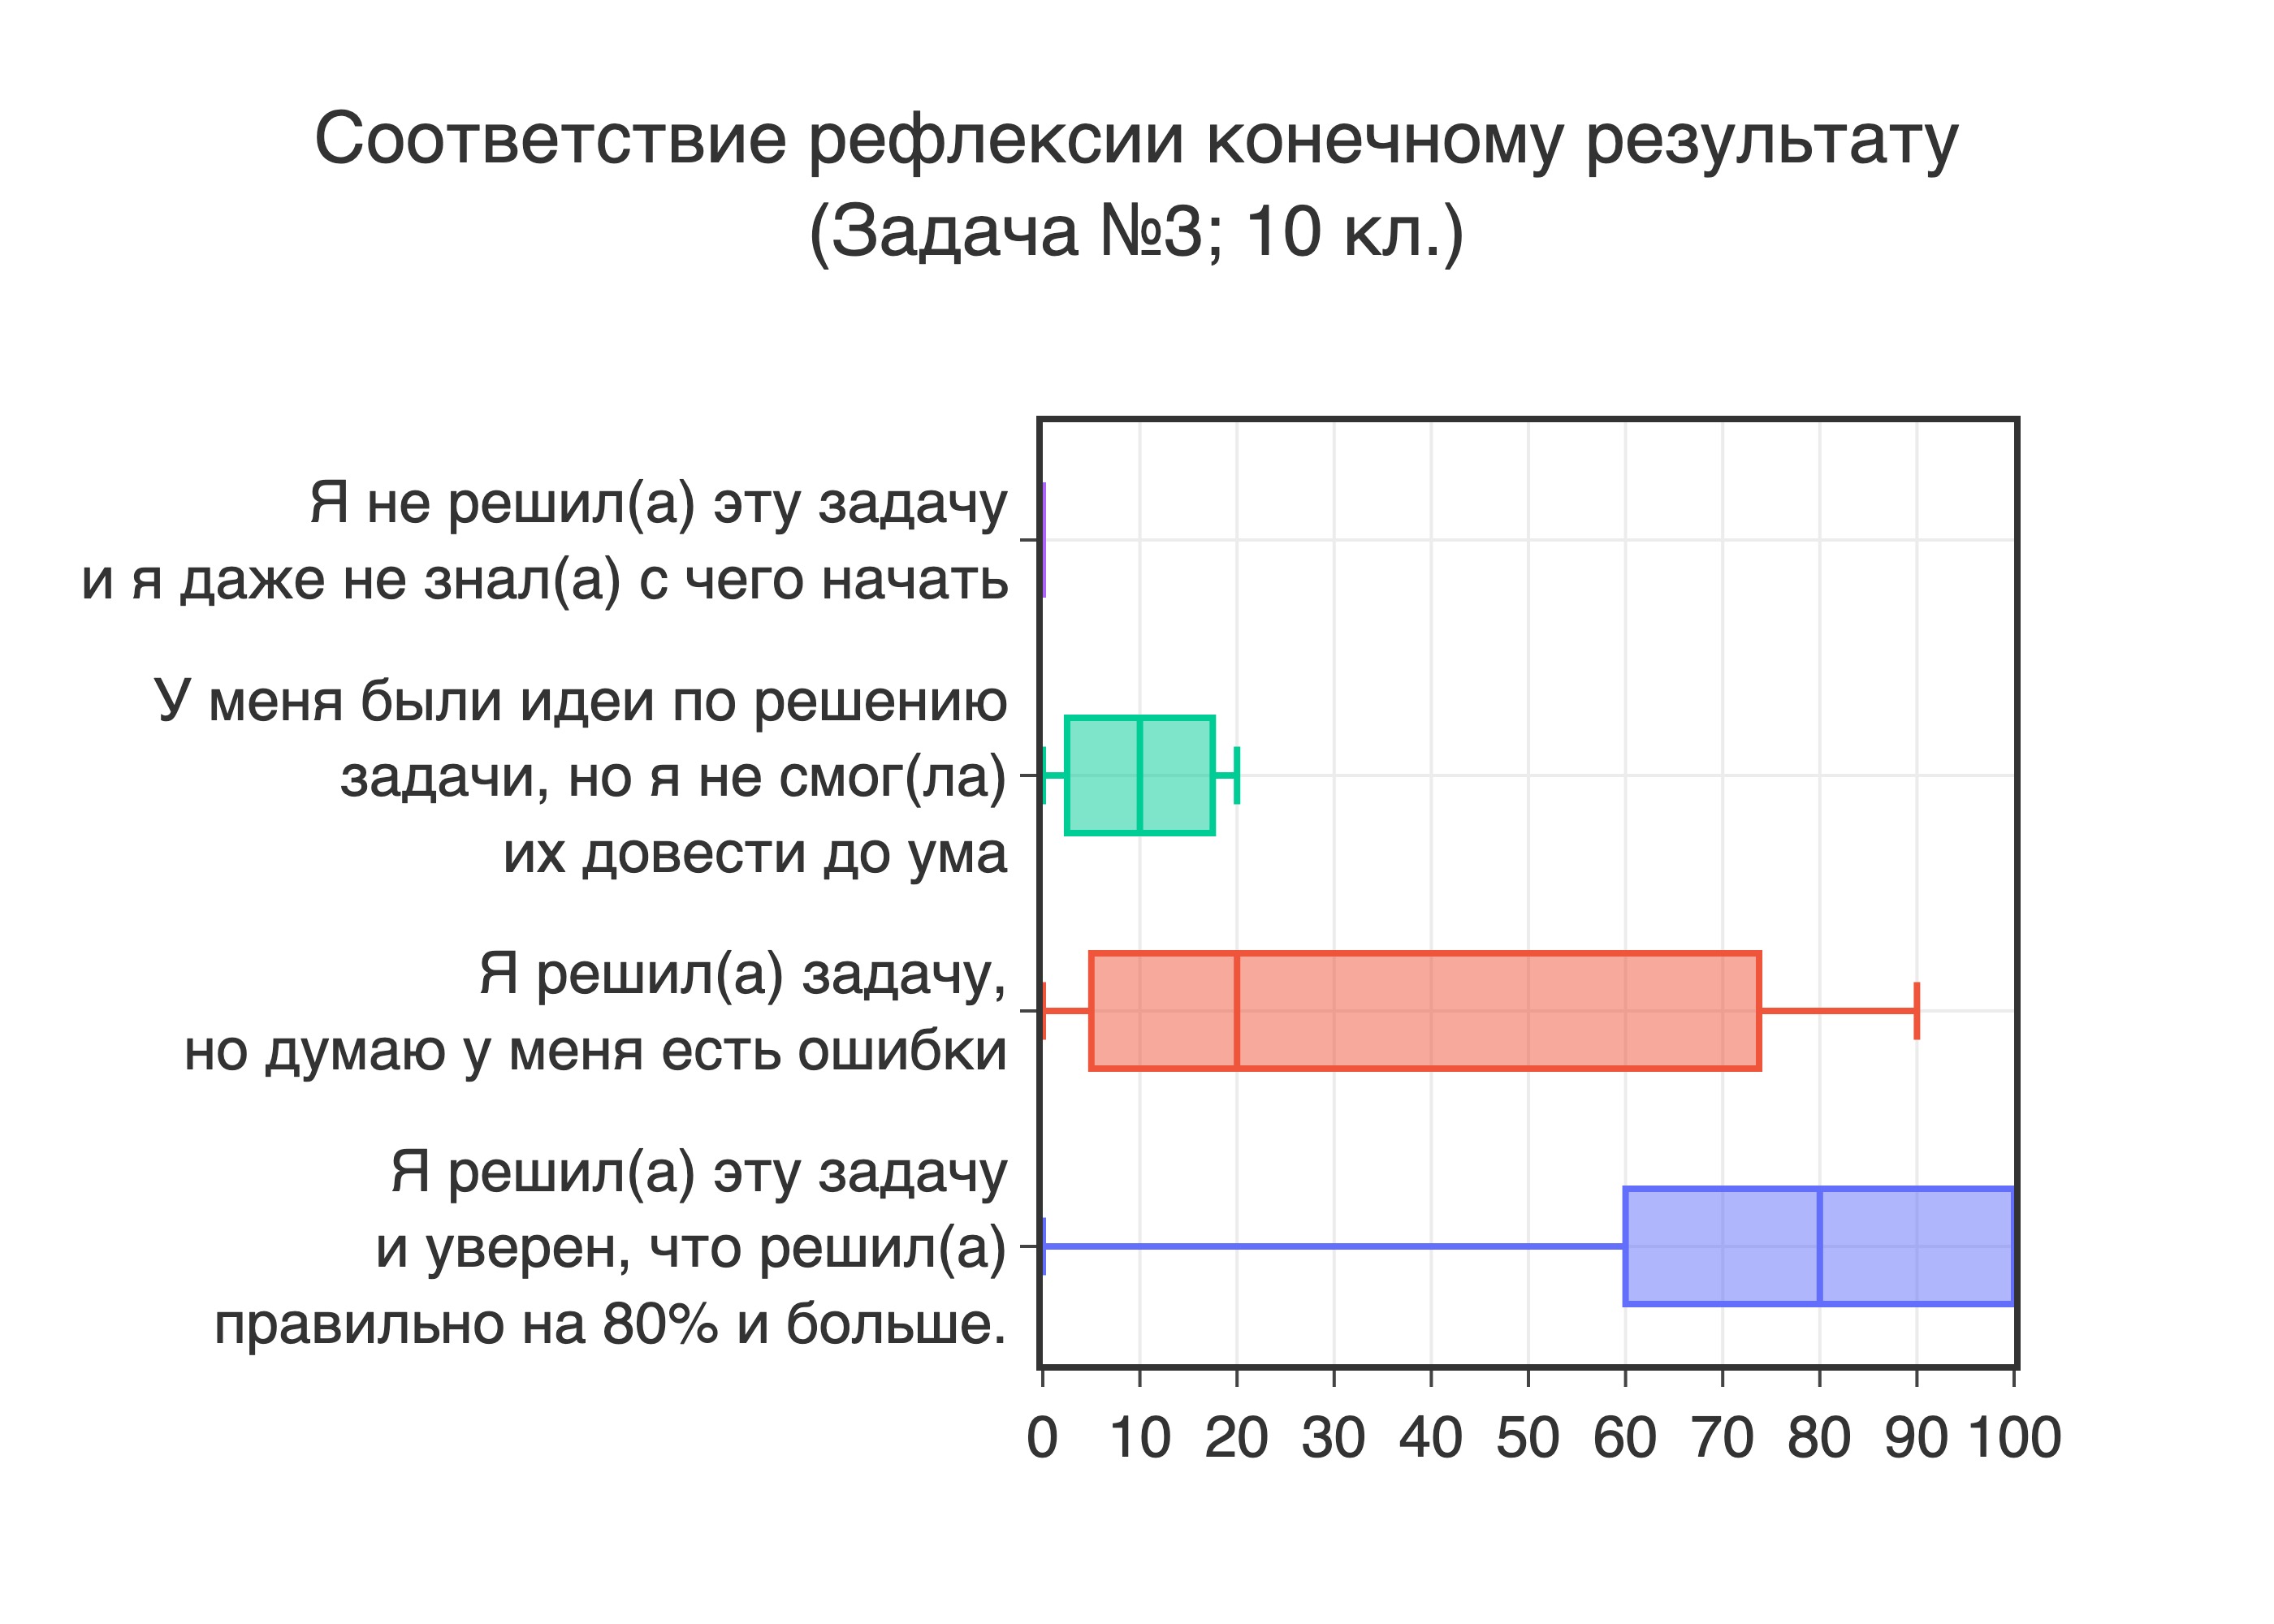 Соответствие рефлексии конечному результату
(Задача №3; 10 кл.)
Я не решил(а) эту задачу
и я даже не знал(а) с чего начать
У меня были идеи по решению
задачи, но я не смог(ла)
их довести до ума
Я решил(а) задачу,
но думаю у меня есть ошибки
Я решил(а) эту задачу
и уверен, что решил(а)
правильно на 80% и больше.
0 10 20 30 40 50 60 70 80 90 100